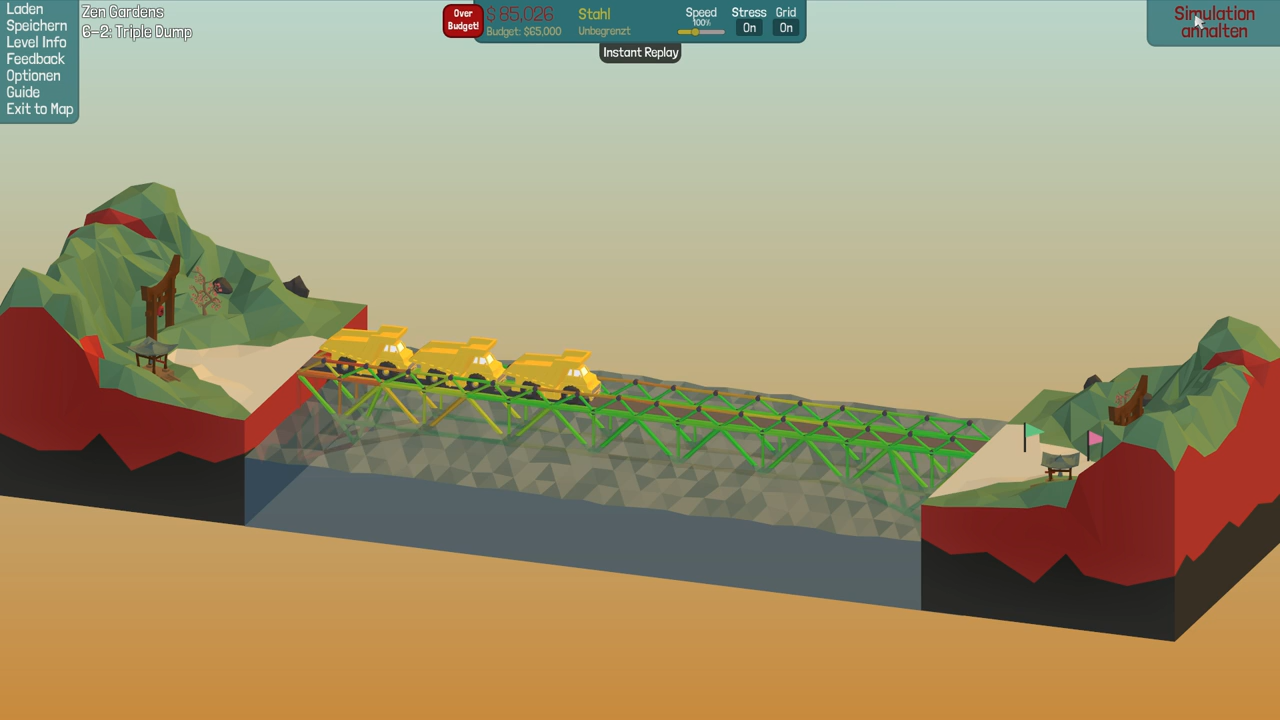 Laden
Speichern
Level Info
Feedback
Optionen
Guide
Exit to Map
Zen Gardens
6-2: Triple Dump
Over
Budget!
$ 85,026
Budget: $65,000
Stahl
Unbegrenzt
Speed
100%
Stress
On
Grid
On
Instant Replay
Simulation
anhalten